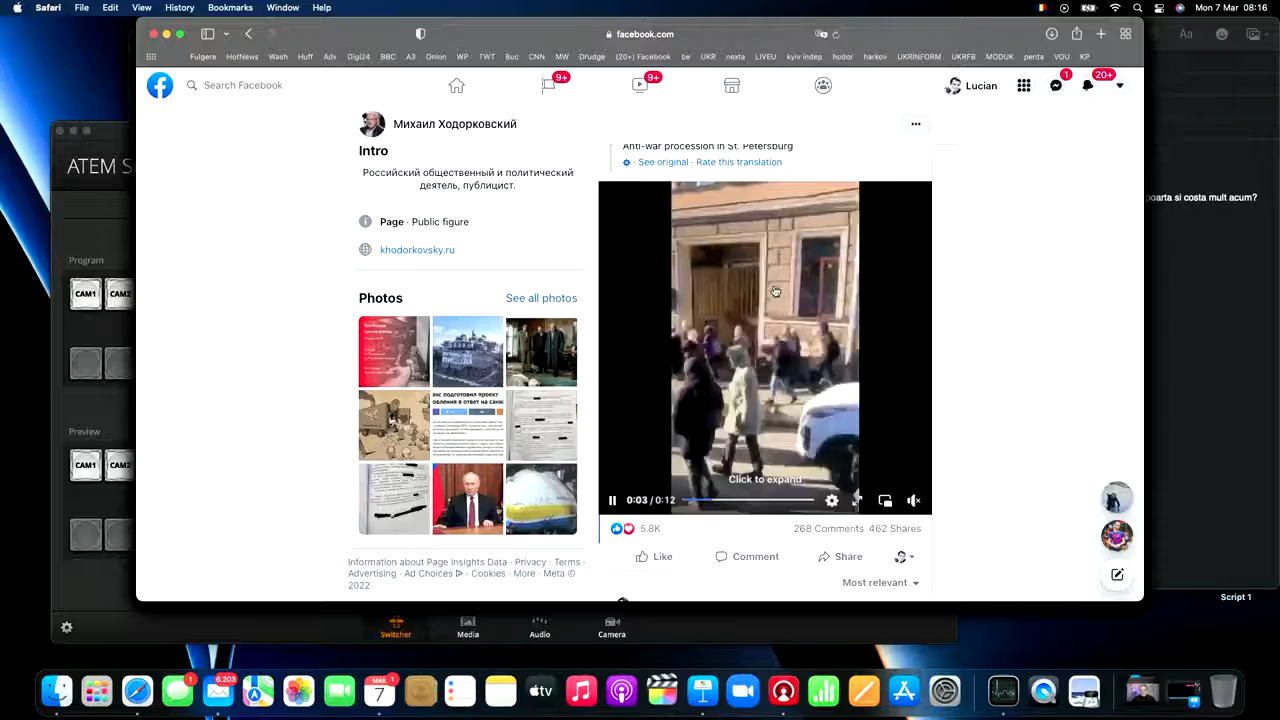 Safari File Edit View History Bookmarks Window Help
Mon 7 Mar 08:16
facebook.com
Fulgere HotNews Wash Huff Adv Digi24 BBC A3 Onion WP TWT Buc CNN MW Drudge (20+) Facebook be UKR nexta LIVEU kyiv indep hodor harkov UKRINFORM UKRFB MODUK penta VOU KP
Aa
Search Facebook
9+
9+
Lucian
1
20+
Михаил Ходорковский
...
Intro
Российский общественный и политический
деятель, публицист.
Page · Public figure
khodorkovsky.ru
Photos
See all photos
Information about Page Insights Data · Privacy · Terms ·
Advertising · Ad Choices · Cookies · More · Meta ©
2022
Anti-war procession in St. Petersburg
· See original · Rate this translation
Click to expand
0:03 / 0:12
5.8K
268 Comments 462 Shares
Like
Comment
Share
Most relevant
ATEM S
Program
CAM1
CAM2
Preview
CAM1
poarta si costa mult acum?
Script 1
Switcher
Media
Audio
Camera
1
6.203
MAR
7
1
tv